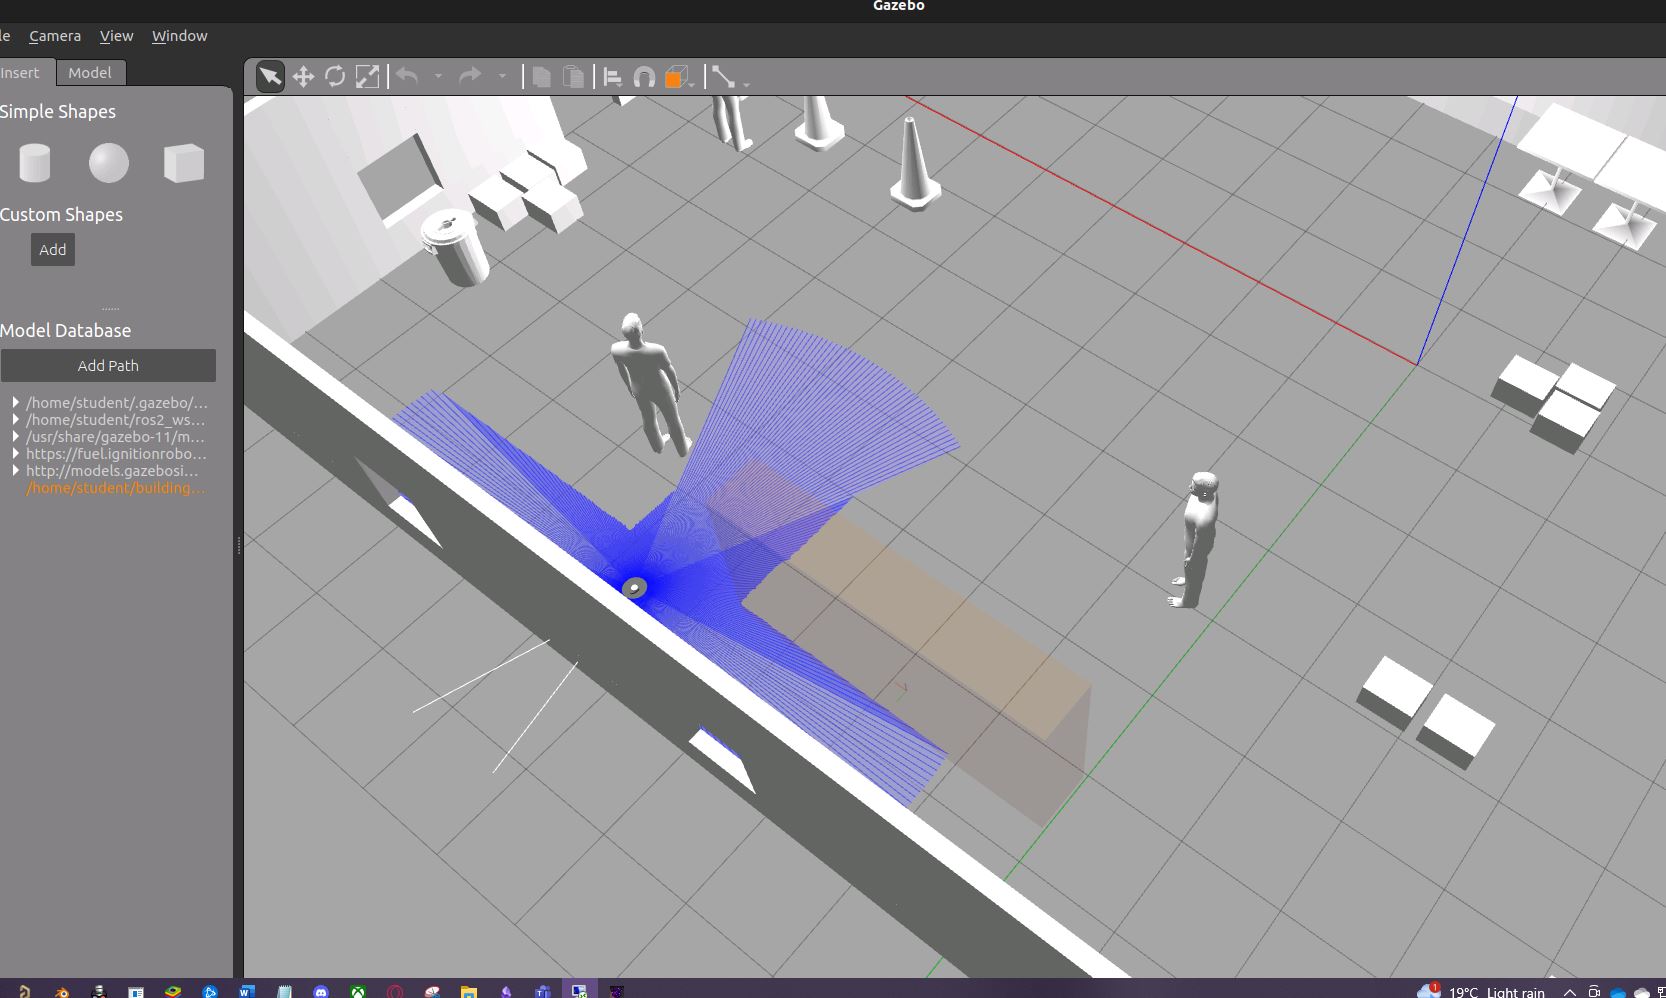 Gazebo
le Camera View Window
Insert Model
Simple Shapes
Custom Shapes
Add
Model Database
Add Path
/home/student/.gazebo/...
/home/student/ros2_ws...
/usr/share/gazebo-11/m...
https://fuel.ignitionrobo...
http://models.gazebosi...
/home/student/building...
1 19°C Light rain